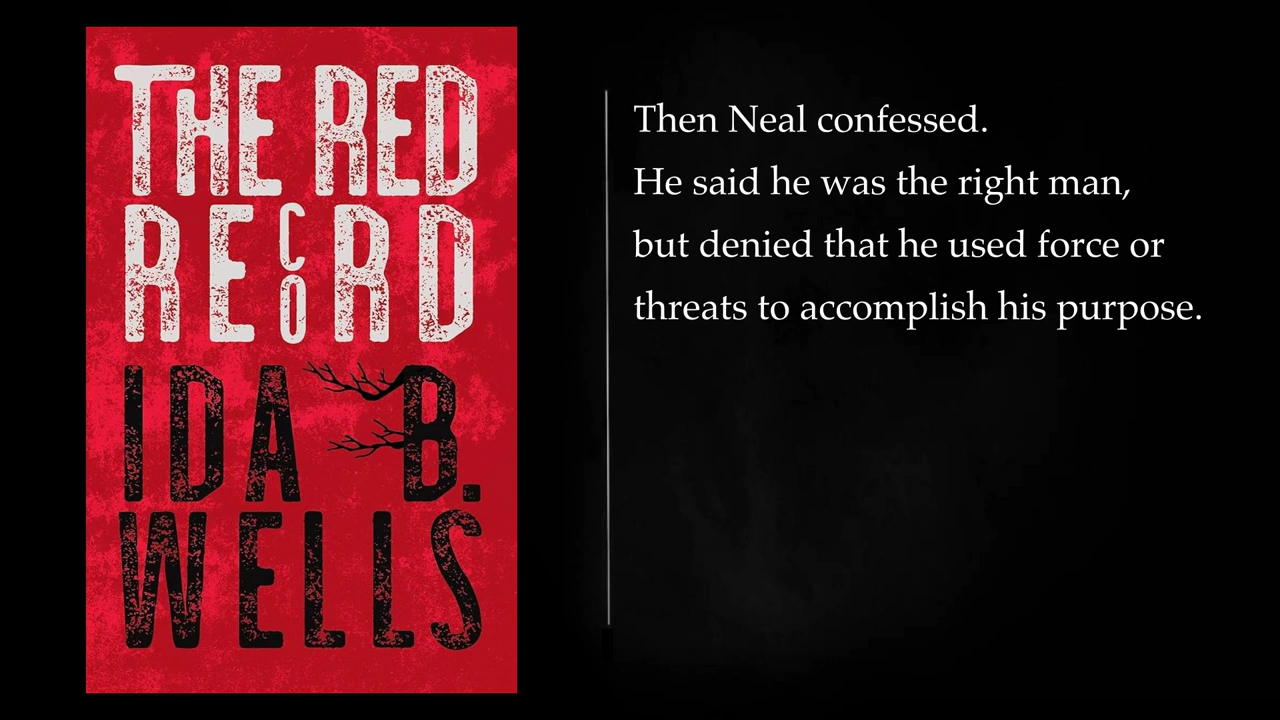 THE RED
RECORD
IDA B.
WELLS
Then Neal confessed.
He said he was the right man,
but denied that he used force or
threats to accomplish his purpose.